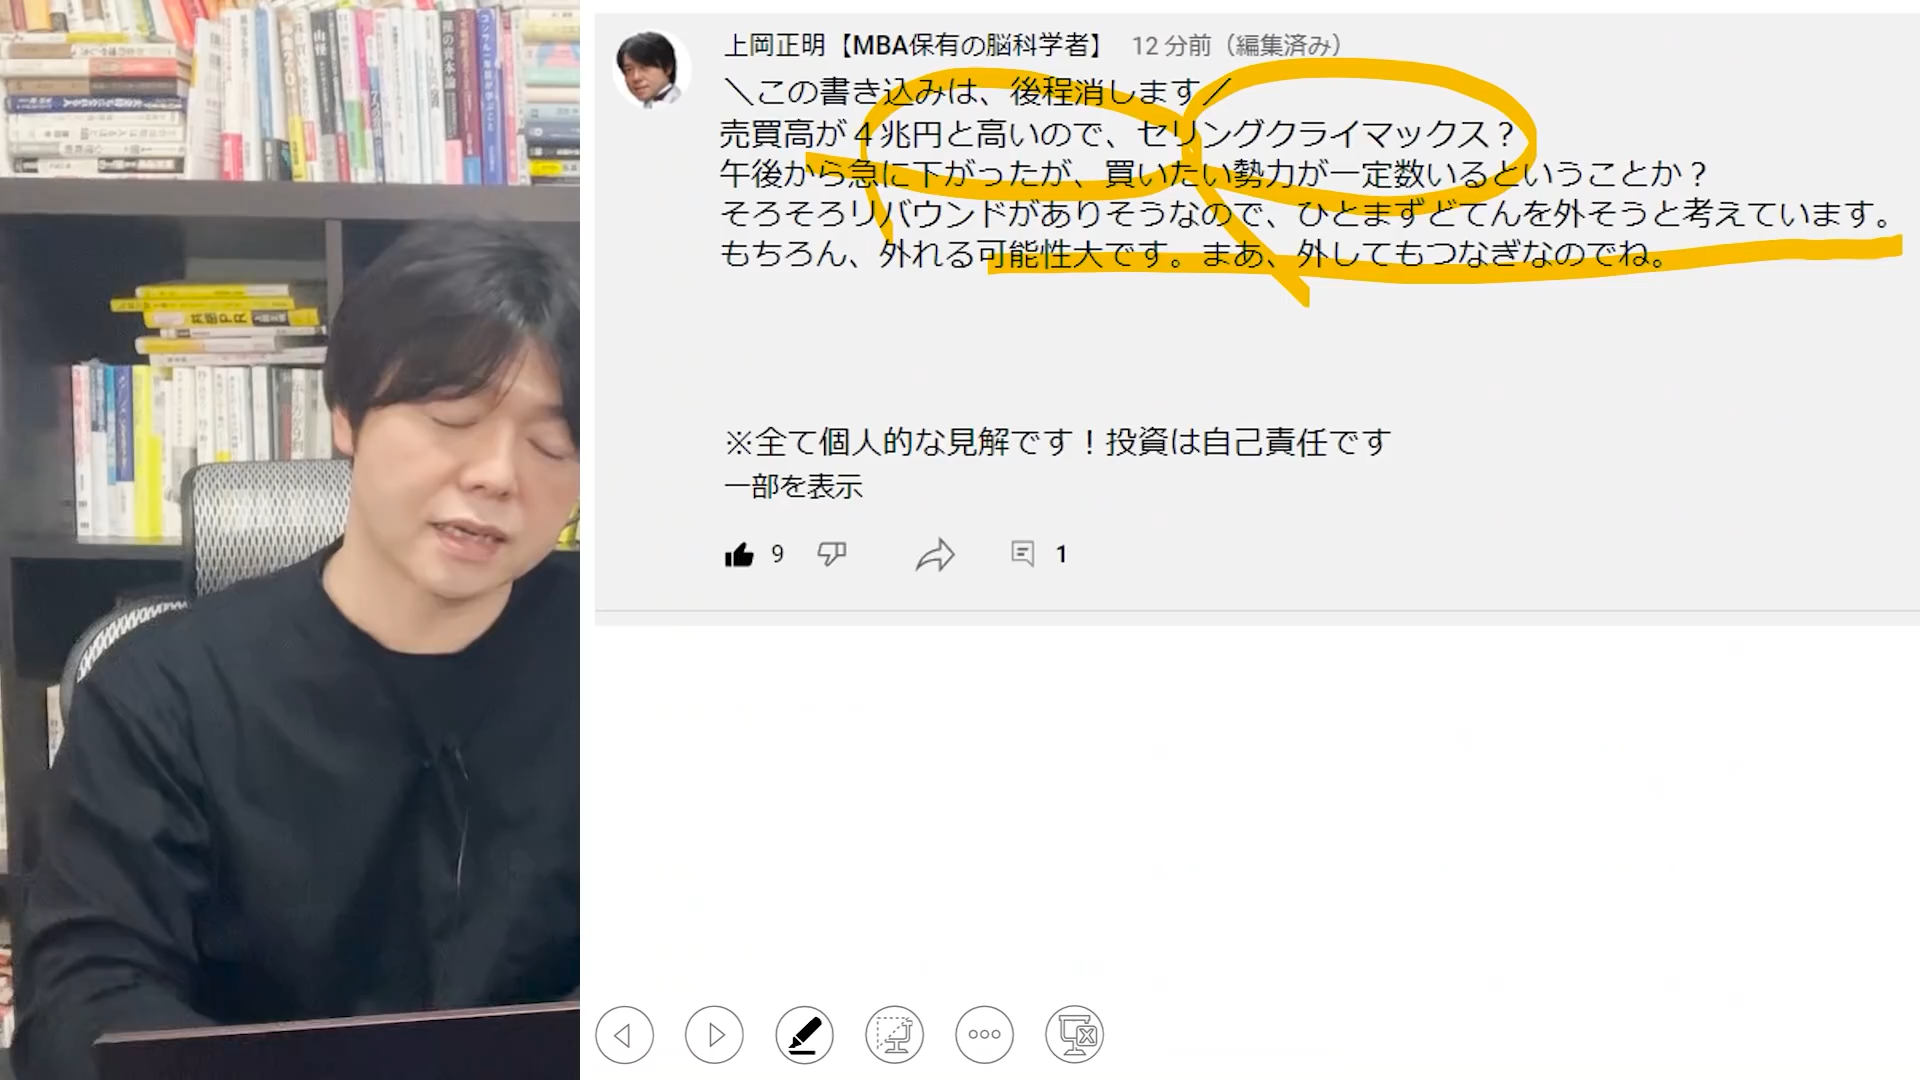 上岡正明【MBA保有の脳科学者】 12 分前（編集済み）
＼この書き込みは、後程消します／
売買高が４兆円と高いので、セリングクライマックス？
午後から急に下がったが、買いたい勢力が一定数いるということか？
そろそろリバウンドがありそうなので、ひとまずどてんを外そうと考えています。
もちろん、外れる可能性大です。まあ、外してもつなぎなのでね。
※全て個人的な見解です！投資は自己責任です
一部を表示
9 1